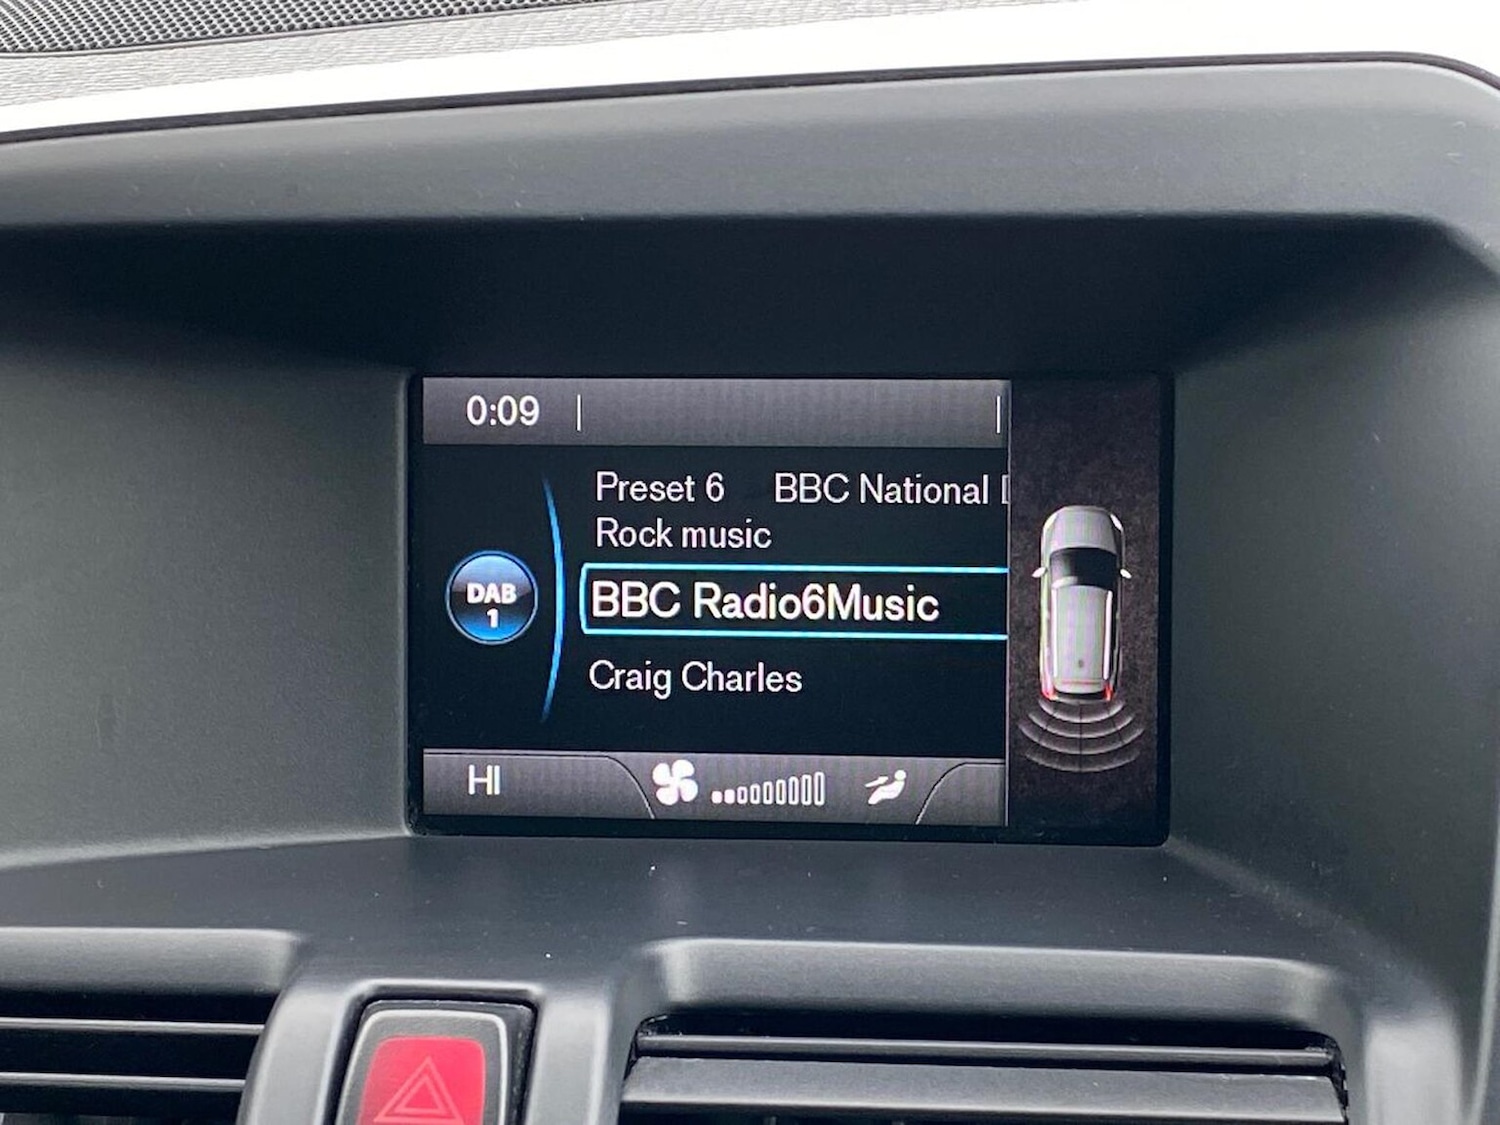 0:09
Preset 6 BBC National
Rock music
DAB
1
BBC Radio6Music
Craig Charles
HI